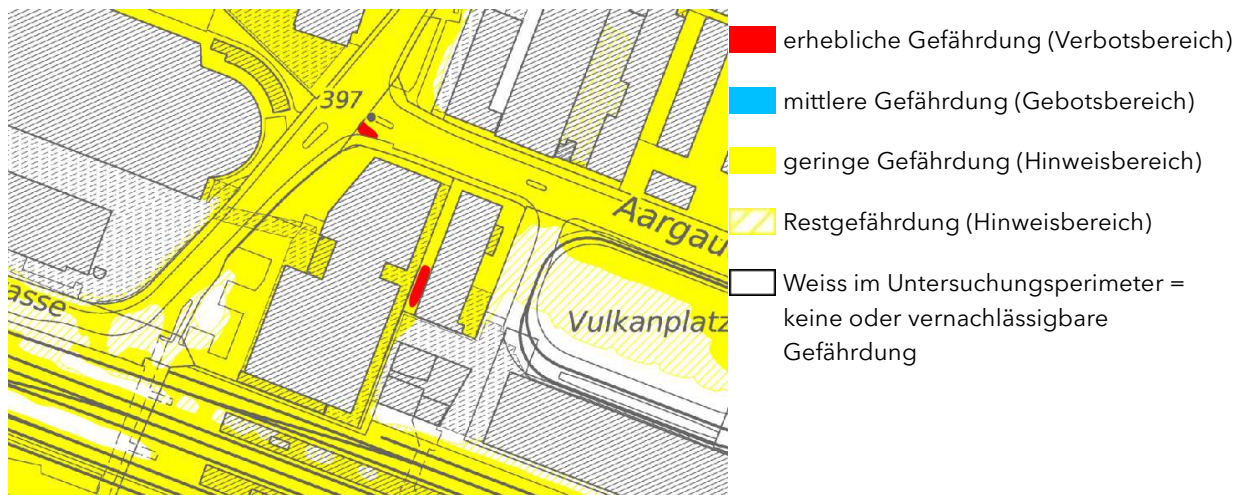 397
Aargau
asse
Vulkanplatz
erhebliche Gefährdung (Verbotsbereich)
mittlere Gefährdung (Gebotsbereich)
geringe Gefährdung (Hinweisbereich)
Restgefährdung (Hinweisbereich)
Weiss im Untersuchungsperimeter =
keine oder vernachlässigbare
Gefährdung